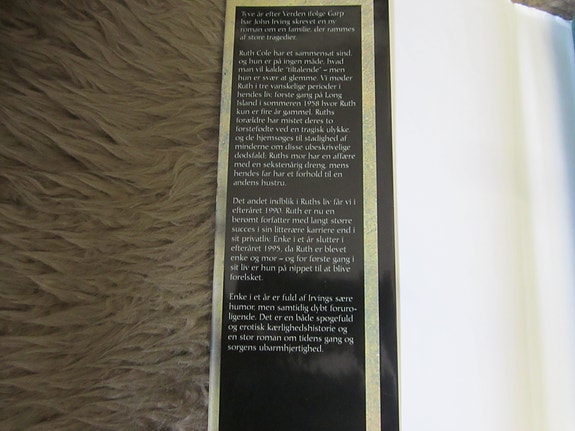 Tyve år efter Verden ifølge Garp
har John Irving skrevet en ny
roman om en familie, der rammes
af store tragedier.
Ruth Cole har et sammensat sind,
og hun er på ingen måde, hvad
man vil kalde "tiltalende" – men
hun er svær at glemme. Vi møder
Ruth i tre vanskelige perioder i
hendes liv, første gang på Long
Island i sommeren 1958 hvor Ruth
kun er fire år gammel. Ruths
forældre har mistet deres to
førstefødte ved en tragisk ulykke,
og de hjemsøges til stadighed af
minderne om disse ubeskrivelige
dødsfald; Ruths mor har en affære
med en sekstenårig dreng, mens
hendes far har et forhold til en
andens hustru.
Det andet indblik i Ruths liv får vi i
efteråret 1990. Ruth er nu en
berømt forfatter med langt større
succes i sin litterære karriere end i
sit privatliv. Enke i et år slutter i
efteråret 1995, da Ruth er blevet
enke og mor – og for første gang i
sit liv er hun på nippet til at blive
forelsket.
Enke i et år er fuld af Irvings sære
humor, men samtidig dybt foruro-
ligende. Det er en både spøgefuld
og erotisk kærlighedshistorie og
en stor roman om tidens gang og
sorgens ubarmhjertighed.